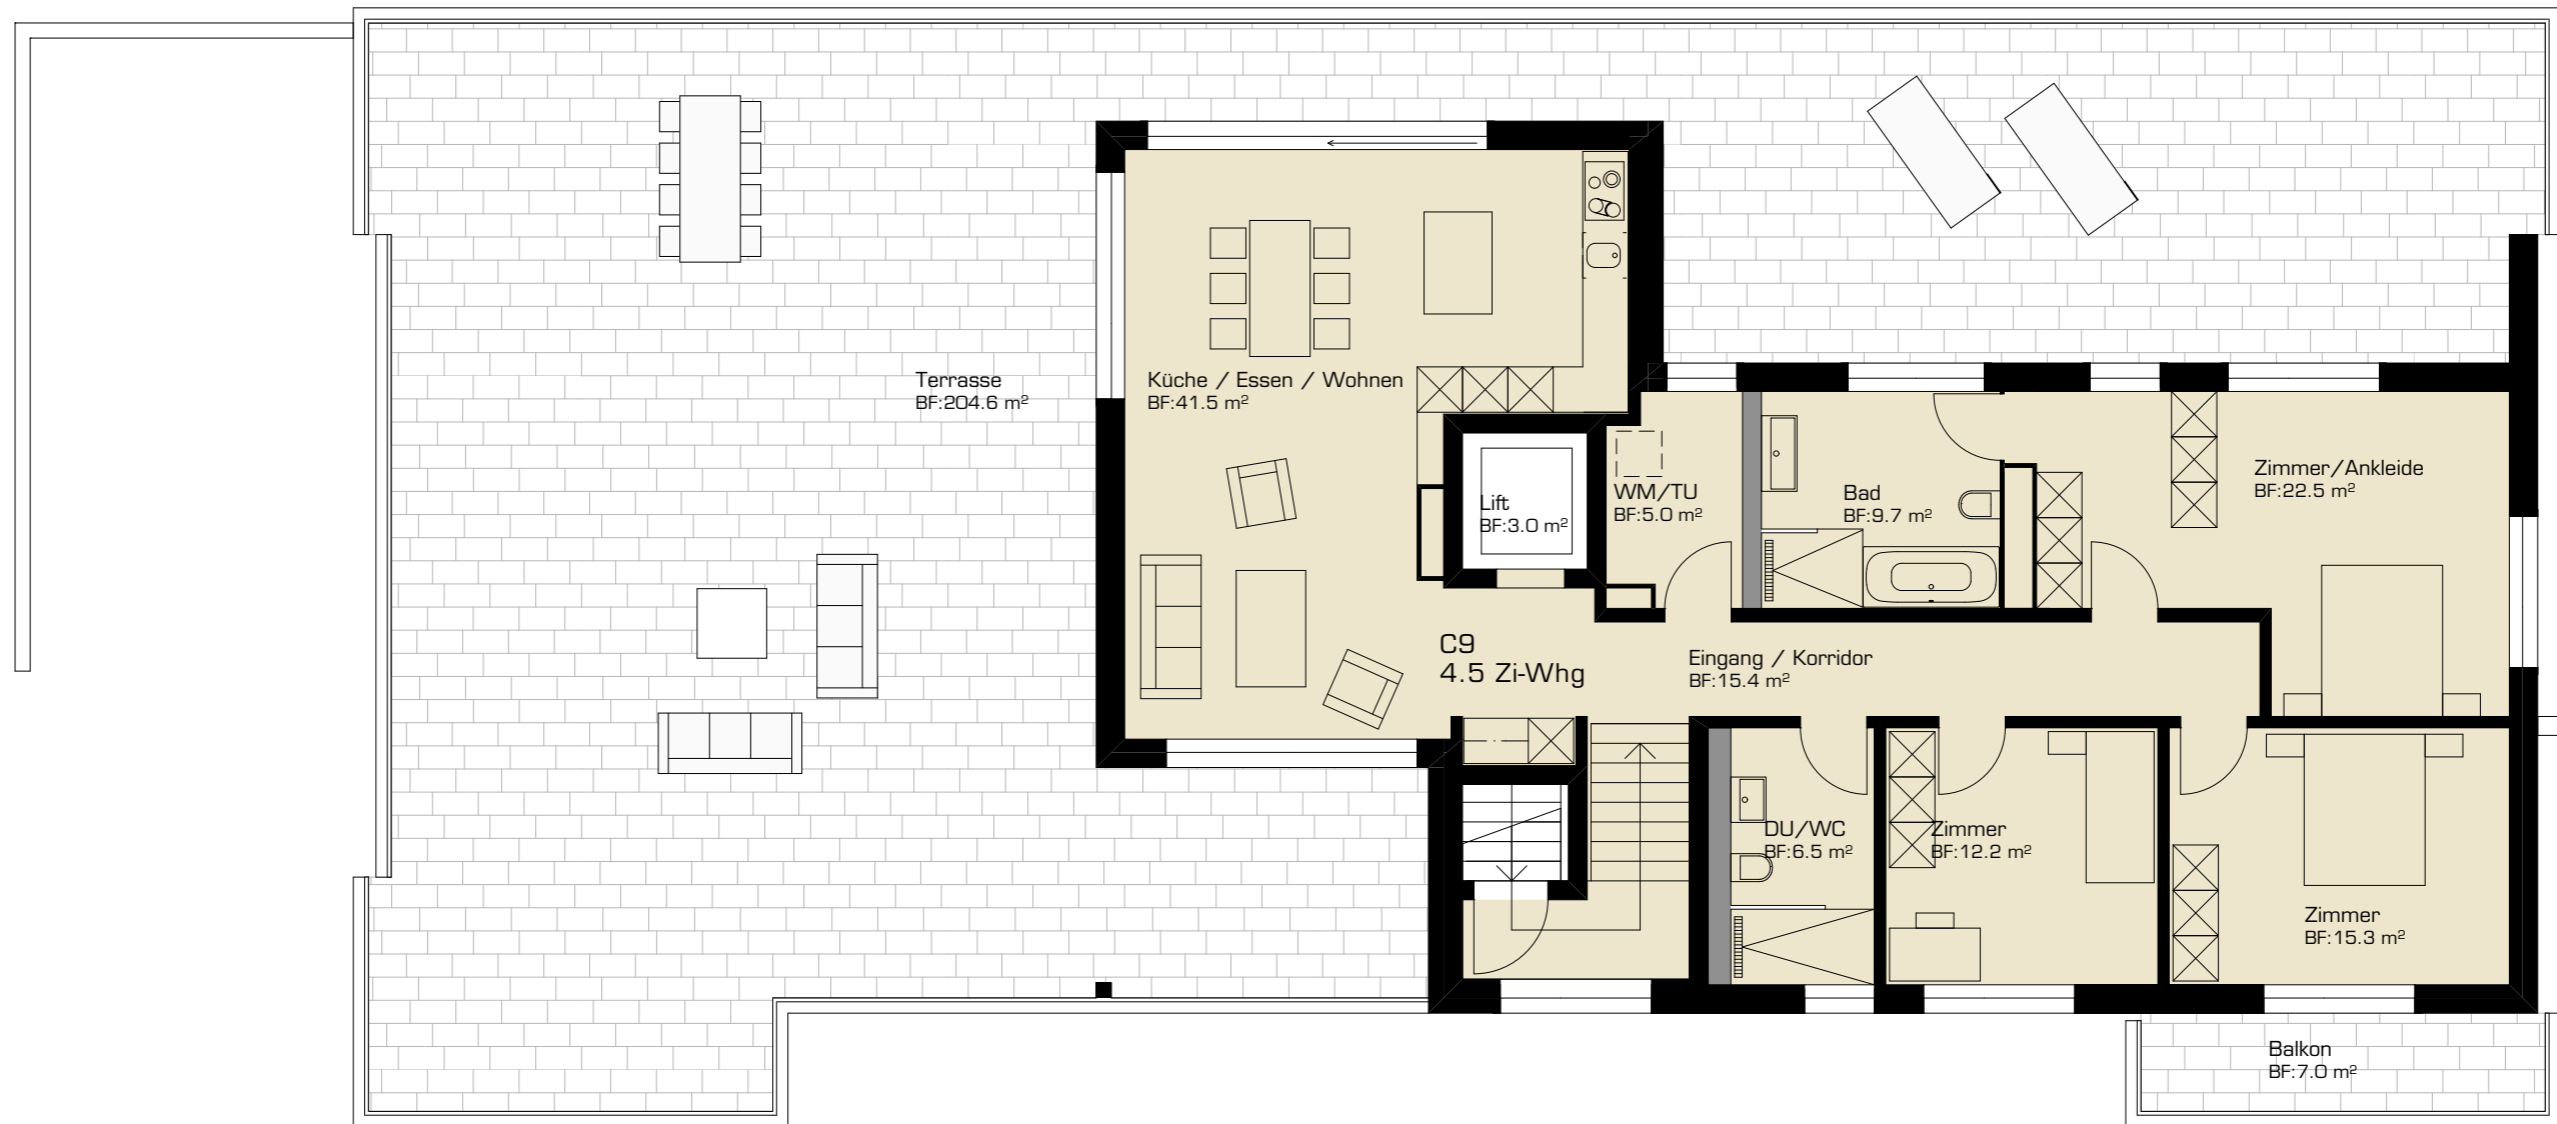 Terrasse
BF:204.6 m²
Küche / Essen / Wohnen
BF:41.5 m²
Lift
BF:3.0 m²
WM/TU
BF:5.0 m²
Bad
BF:9.7 m²
Zimmer/Ankleide
BF:22.5 m²
C9
4.5 Zi-Whg
Eingang / Korridor
BF:15.4 m²
DU/WC
BF:6.5 m²
Zimmer
BF:12.2 m²
Zimmer
BF:15.3 m²
Balkon
BF:7.0 m²